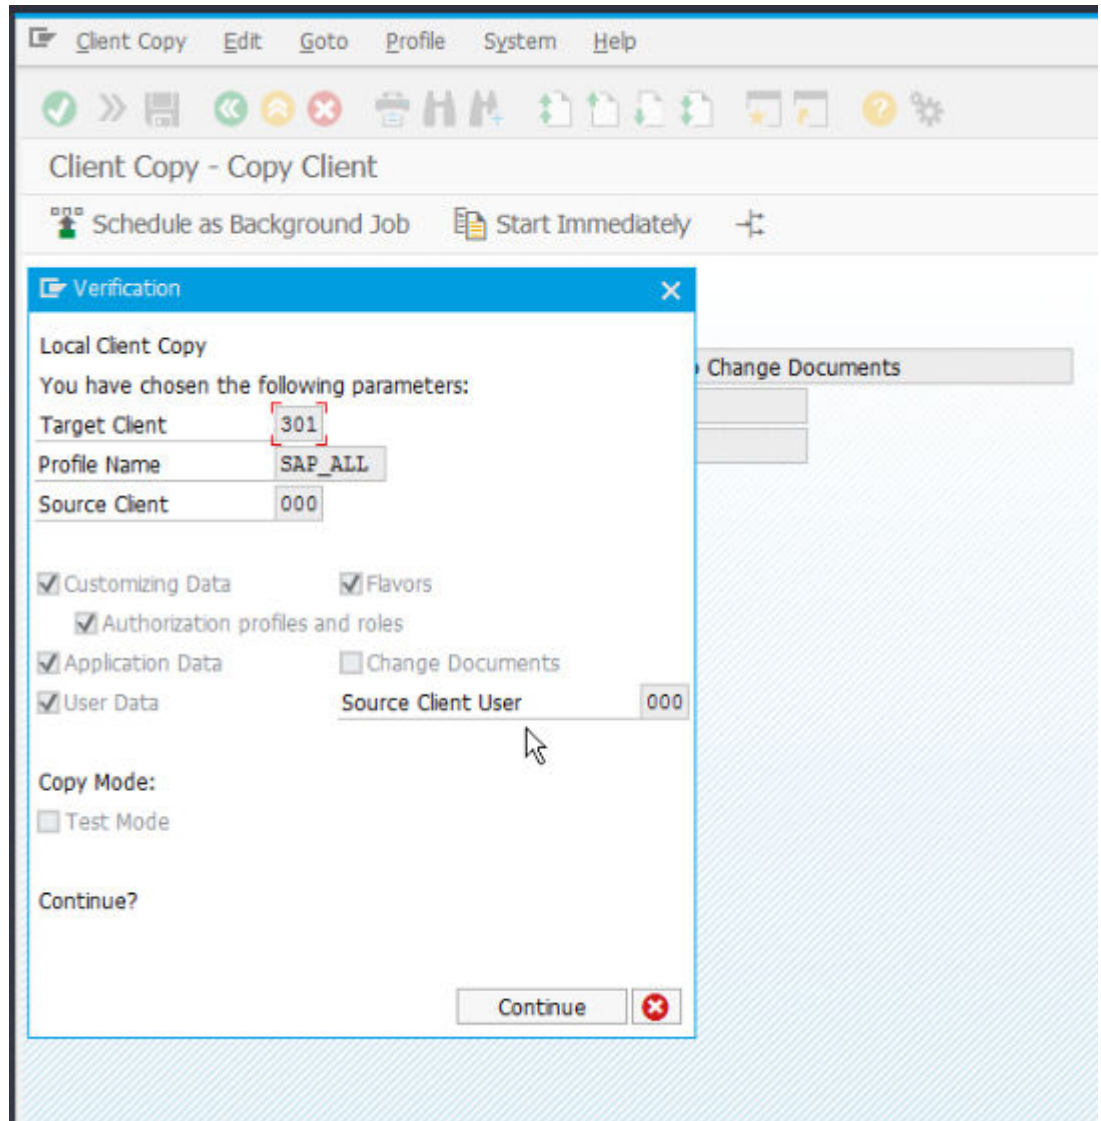 Client Copy Edit Goto Profile System Help
Client Copy - Copy Client
Schedule as Background Job Start Immediately
Verification
Local Client Copy
You have chosen the following parameters:
Change Documents
Target Client 301
Profile Name SAP_ALL
Source Client 000
Customizing Data Flavors
Authorization profiles and roles
Application Data Change Documents
User Data Source Client User 000
Copy Mode:
Test Mode
Continue?
Continue